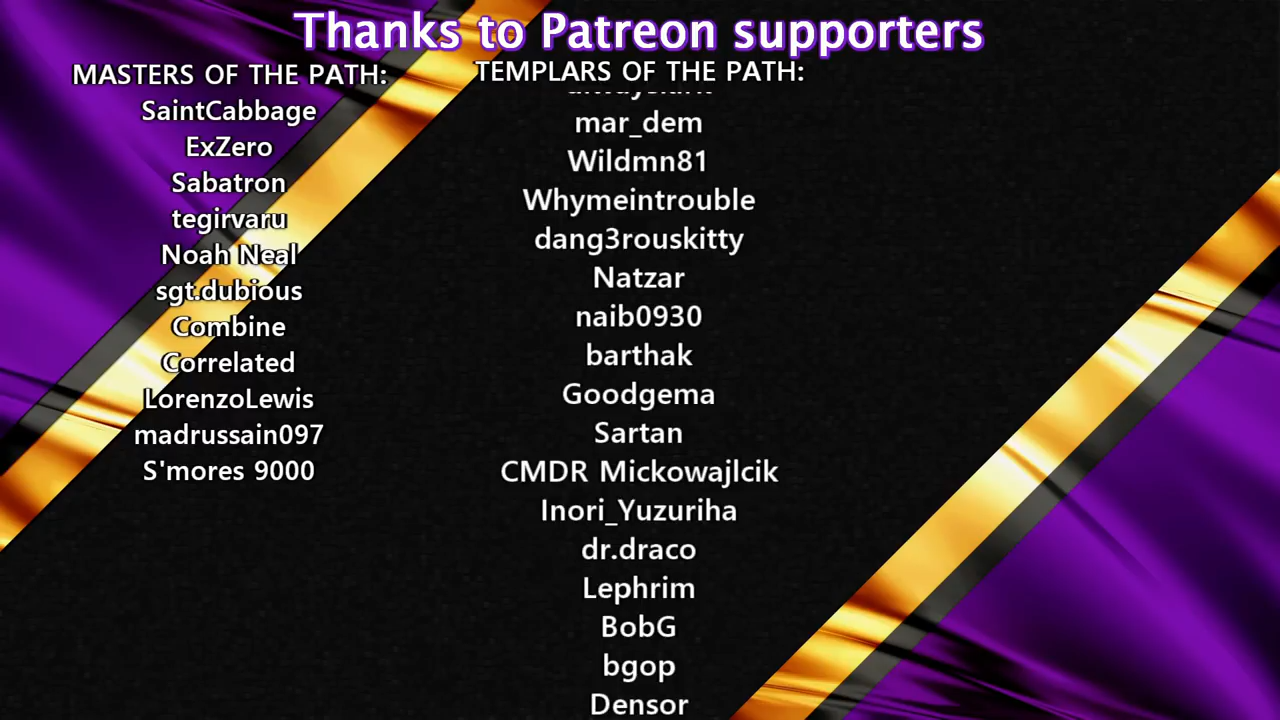 Thanks to Patreon supporters
MASTERS OF THE PATH:
SaintCabbage
ExZero
Sabatron
tegirvaru
Noah Neal
sgt.dubious
Combine
Correlated
LorenzoLewis
madrussain097
S'mores 9000
TEMPLARS OF THE PATH:
mar_dem
Wildmn81
Whymeintrouble
dang3rouskitty
Natzar
naib0930
barthak
Goodgema
Sartan
CMDR Mickowajlcik
Inori_Yuzuriha
dr.draco
Lephrim
BobG
bgop
Densor